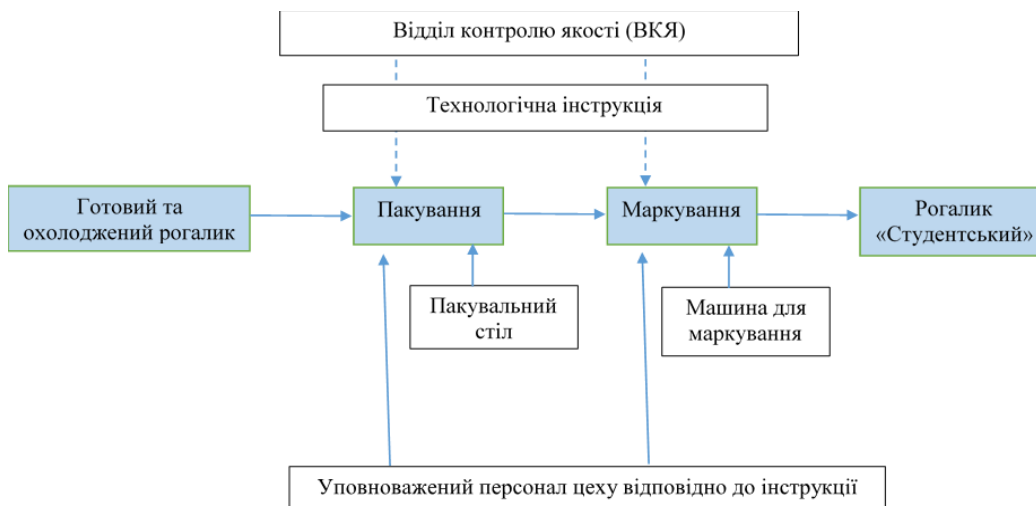 Відділ контролю якості (ВКЯ)
Технологічна інструкція
Готовий та
охолоджений рогалик
Пакування
Маркування
Рогалик
«Студентський»
Пакувальний
стіл
Машина для
маркування
Уповноважений персонал цеху відповідно до інструкції